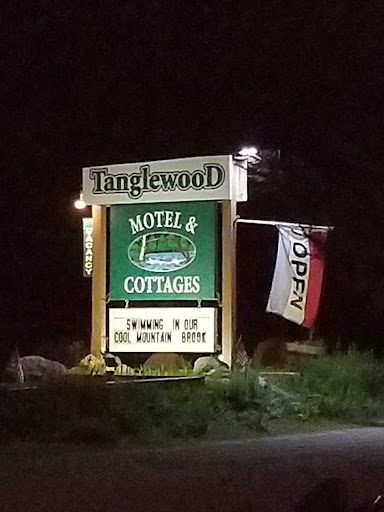 TanglewooD
MOTEL &
COTTAGES
VACANCY
OPEN
SWIMMING IN OUR
COOL MOUNTAIN BROOK